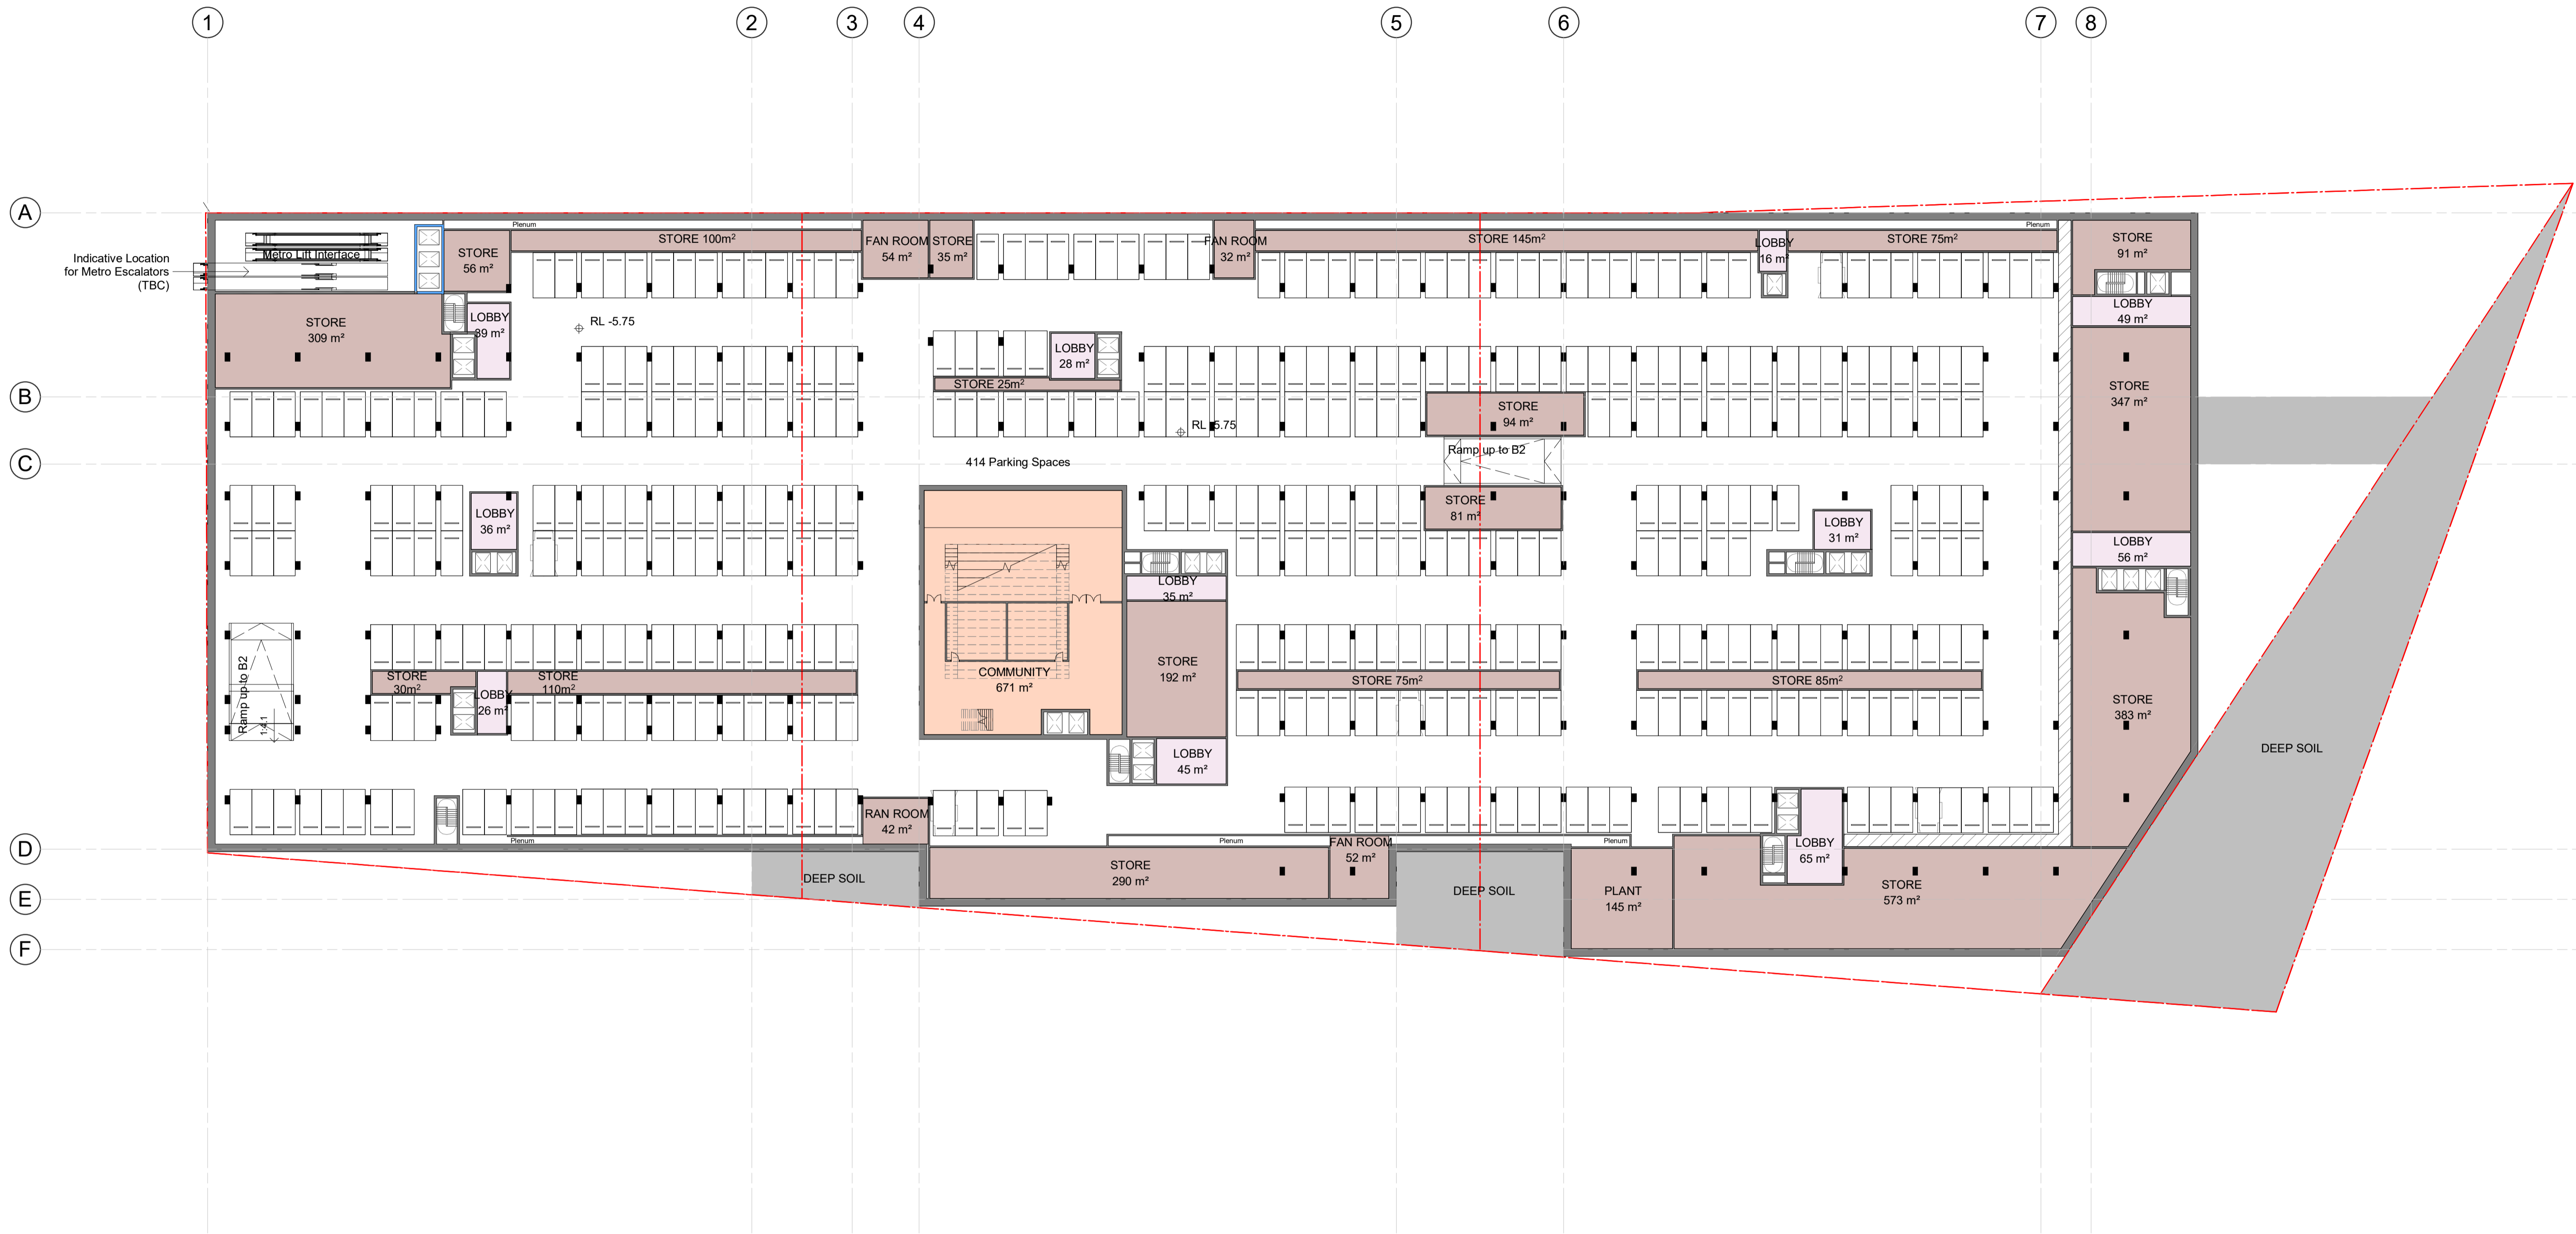 1
2
3
4
5
6
7
8
A
Plenum
Plenum
STORE 100m²
FAN ROOM
54 m²
STORE
35 m²
FAN ROOM
32 m²
STORE 145m²
LOBBY
16 m²
STORE 75m²
STORE
91 m²
STORE
56 m²
Metro Lift Interface
Indicative Location
for Metro Escalators
(TBC)
STORE
309 m²
LOBBY
39 m²
RL -5.75
LOBBY
28 m²
LOBBY
49 m²
STORE 25m²
STORE
347 m²
B
STORE
94 m²
RL -5.75
Ramp up to B2
C
414 Parking Spaces
STORE
81 m²
LOBBY
36 m²
LOBBY
31 m²
LOBBY
56 m²
LOBBY
35 m²
STORE
192 m²
COMMUNITY
671 m²
STORE
30m²
LOBBY
26 m²
STORE
110m²
STORE 75m²
STORE 85m²
STORE
383 m²
Ramp up to B2
1:4.1
LOBBY
45 m²
DEEP SOIL
RAN ROOM
42 m²
D
Plenum
Plenum
Plenum
FAN ROOM
52 m²
LOBBY
65 m²
DEEP SOIL
STORE
290 m²
DEEP SOIL
PLANT
145 m²
STORE
573 m²
E
F